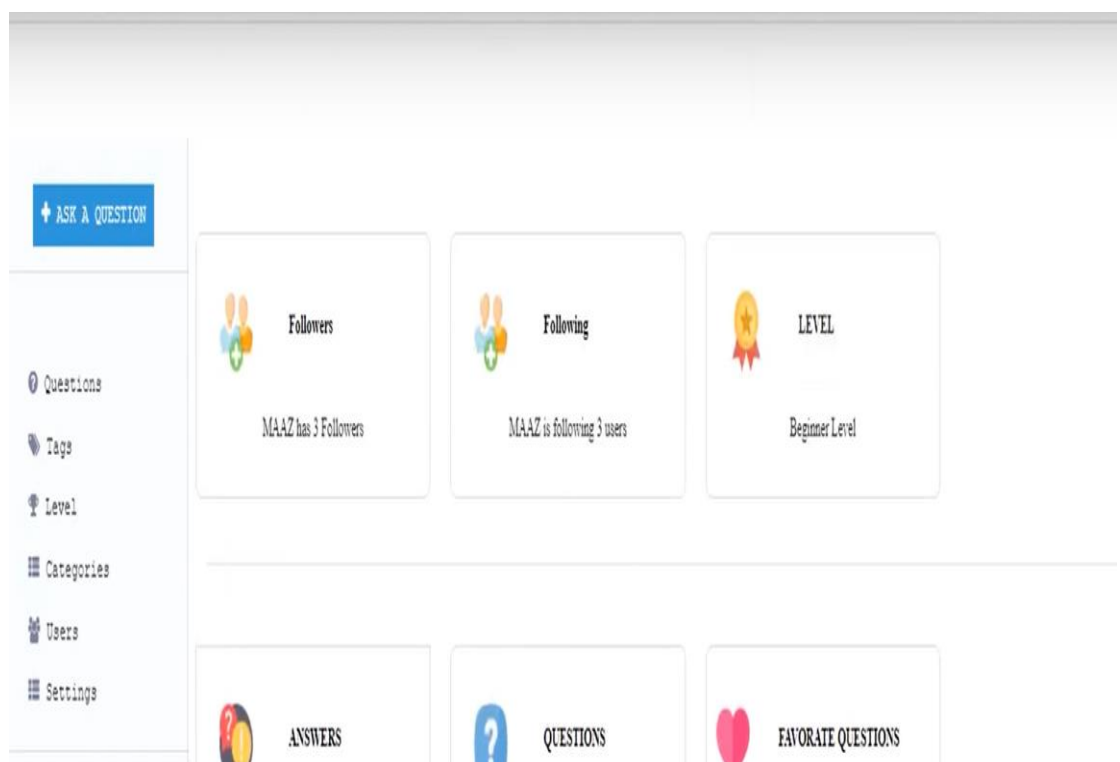 ASK A QUESTION
Questions
Tags
Level
Categories
Users
Settings
Followers
MAAZ has 3 Followers
Following
MAAZ is following 3 users
LEVEL
Beginner Level
ANSWERS
QUESTIONS
FAVORATE QUESTIONS